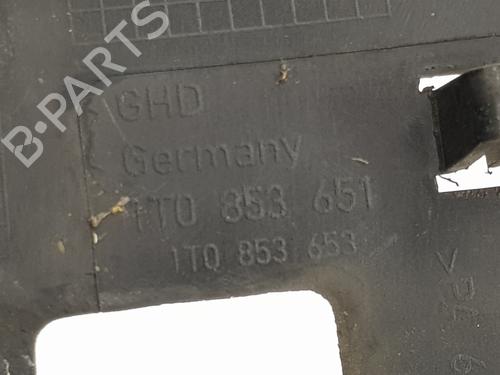 B-PARTS
GHD
Germany
1T0 853 651
1T0 853 653